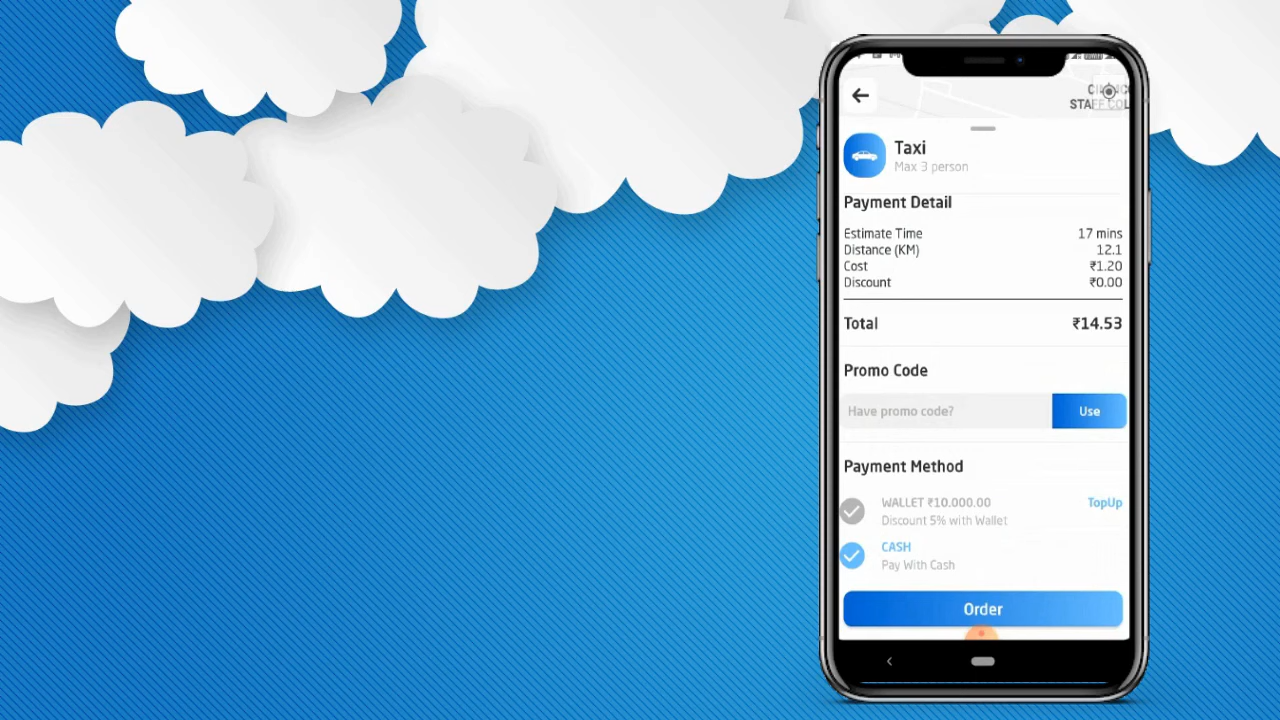 Taxi
Max 3 person
Payment Detail
Estimate Time 17 mins
Distance (KM) 12.1
Cost ₹1.20
Discount ₹0.00
Total ₹14.53
Promo Code
Have promo code? Use
Payment Method
WALLET ₹10.000.00 TopUp
Discount 5% with Wallet
CASH
Pay With Cash
Order